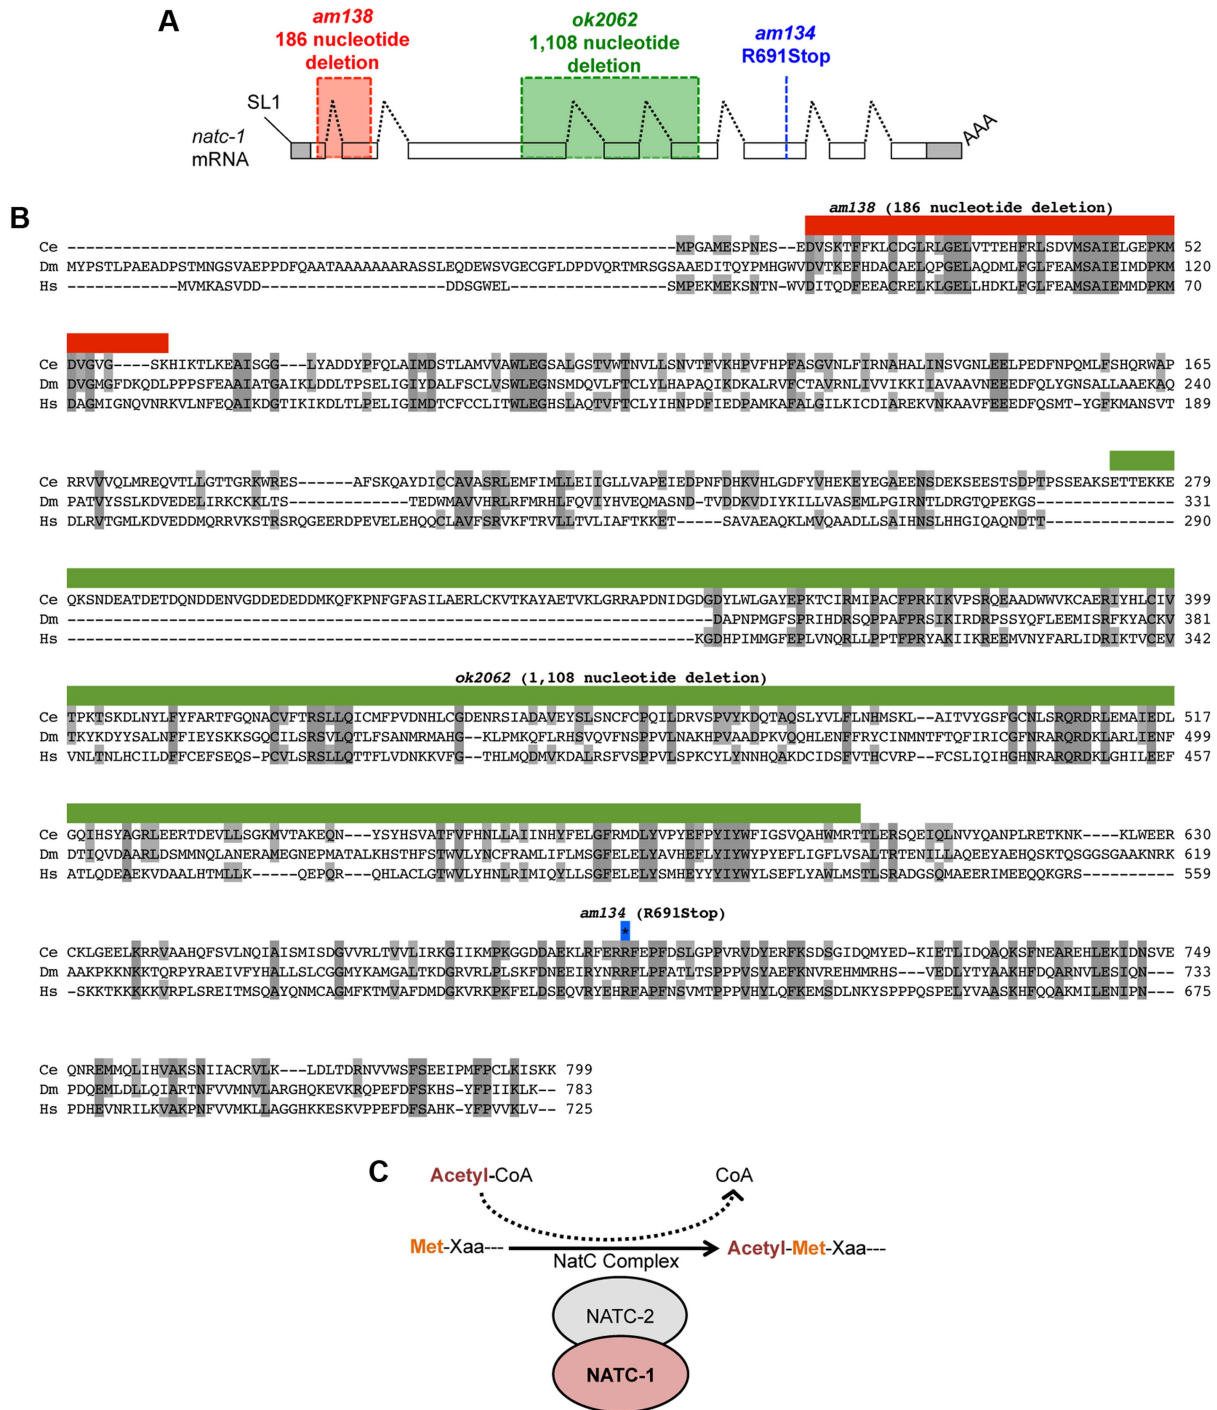 A
am138
186 nucleotide
deletion
ok2062
1,108 nucleotide
deletion
am134
R691Stop
SL1
natc-1
mRNA
AAA
B
am138 (186 nucleotide deletion)
Ce ----------------------------------------------------------MPGAMESPNES--EDVSKTFFKLCDGLRLGELVTTEHFRLSDVMSAIELGEPKM 52
Dm MYPSTLPAEADPSTMNGSVAEPPDFQAATAAAAAAARASSLEQDEWSVGECGFLDPDVQRTMRSGSAAEDITQYPMHGWVDVTKEFHDACAELQPGELAQDMLFGLFEAMSAIEIMDPKM 120
Hs ----------MVMKASVDD------------------DDSGWEL---------------SMPEKMEKSNTN-WVDITQDFEEACRELKLGELLHDKLFGLFEAMSAIEMMDPKM 70
Ce DVGVG----SKHIKTLKEAISGG---LYADDYPFQLAIMDSTLAMVVAWLEGSALGSTVWTNVLLSNVTFVKHPVFHPFASGVNLFIRNAHALINSVGNLEELPEDFNPQMLFSHQRWAP 165
Dm DVGMGFDKQDLPPPSFEAAIATGAIKLDDLTPSELIGIYDALFSCLVSWLEGNSMDQVLFTCLYLHAPAQIKDKALRVFCTAVRNLIVVIKKIIAVAAVNEEEDFQLYGNSALLAAEKAQ 240
Hs DAGMIGNQVNRKVLNFEQAIKDGTIKIKDLTLPELIGIMDTCFCCLITWLEGHSLAQTVFTCLYIHNPDFIEDPAMKAFALGILKICDIAREKVNKAAVFEEEDFQSMT-YGFKMANSVT 189
Ce RRVVVQLMREQVTLLGTTGRKWRES------AFSKQAYDICCAVASRLEMFIMLLEIIGLLVAPEIDPNFDHKVHLGDFYVHEKEYEGAEENSDEKSEESTSDPTPSSEAKSETTEKKE 279
Dm PATVYSSLKDVEDELIRKCKKLTS----------TEDWMAVVHRLRFMRHLFQVIYHVEQMASND-TVDDKVDIYKILLVASEMLPGIRNTLDRGTQPEKGS--------------- 331
Hs DLRVTGMLKDVEDDMQRRVKSTRSRQGEERDPEVELEHQQCLAVFSRVKFTRVLLTVLIAFTKKET-----SAVAEAQKLMVQAADLLSAIHNSLHHGIQAQNDTT-------------- 290
Ce QKSNDEATDETDQNDDENVGDDEDEDDMKQFKPNFGFASILAERLCKVTKAYAETVKLGRRAPDNIDGDGDYLWLGAYEPKTCIRMIPACFPRKIKVPSRQEAADWWVKCAERIYHLCIV 399
Dm ----------------------------------------------------------------------DAPNPMGFSPRIHDRSQPPAFPRSIKIRDRPSSYQFLEEMISRFKYACKV 381
Hs --------------------------------------------------------------------KGDHPIMMGFEPLVNQRLLPPTFPRYAKIIKREEMVNYFARLIDRIKTVCEV 342
ok2062 (1,108 nucleotide deletion)
Ce TPKTSKDLNYLFYFARTFGQNACVFTRSLLQICMFPVDNHLCGDENRSIADAVEYSLSNCFCPQILDRVSPVYKDQTAQSLYVLFLNHMSKL--AITVYGSFGCNLSRQRDRLEMAIEDL 517
Dm TKYKDYYSALNFFIEYSKKSGQCILSRSVLQTLFSANMRMAHG--KLPMKQFLRHSVQVFNSPPVLNAKHPVAADPKVQQHLENFFRYCINMNTFTQFIRICGFNRARQRDKLARLIENF 499
Hs VNLTNLHCILDFFCEFSEQS-PCVLSRSLLQTTFLVDNKKVFG--THLMQDMVKDALRSFVSPPVLSPKCYLYNNHQAKDCIDSFVTHCVRP--FCSLIQIHGHNRARQRDKLGHILEEF 457
Ce GQIHSYAGRLEERTDEVLLSGKMVTAKEQN---YSYHSVATFVFHNLLAIINHYFELGFRMDLYVPYEFPYIYWFIGSVQAHWMRTTLERSQEIQLNVYQANPLRETKNK----KLWEER 630
Dm DTIQVDAARLDSMMNQLANERAMEGNEPMATALKHSTHFSTWVLYNCFRAMLIFLMSGFELELYAVHEFLYIYWYPYEFLIGFLVSALTRTENILLAQEEYAEHQSKTQSGGSGAAKNRK 619
Hs ATLQDEAEKVDAALHTMLLK-----QEPQR---QHLACLGTWVLYHNLRIMIQYLLSGFELELYSMHEYYYIYWYLSEFLYAWLMSTLSRADGSQMAEERIMEEQQKGRS---------- 559
am134 (R691Stop)
*
Ce CKLGEELKRRVAAHQFSVLNQIAISMISDGVVRLTVVLIRKGIIKMPKGGDDAEKLRFERRFEPFDSLGPPVRVDYERFKSDSGIDQMYED-KIETLIDQAQKSFNEAREHLEKIDNSVE 749
Dm AAKPKKNKKTQRPYRAEIVFYHALLSLCGGMYKAMGALTKDGRVRLPLSKFDNEEIRYNRRFLPFATLTSPPPVSYAEFKNVREHMMRHS---VEDLYTYAAKHFDQARNVLESIQN--- 733
Hs -SKKTKKKKKVRPLSREITMSQAYQNMCAGMFKTMVAFDMDGKVRKPKFELDSEQVRYEHRFAPFNSVMTPPPVHYLQFKEMSDLNKYSPPPQSPELYVAASKHFQQAKMILENIPN--- 675
Ce QNREMMQLIHVAKSNIIACRVLK---LDLTDRNVVWSFSEEIPMFPCLKISKK 799
Dm PDQEMLDLLQIARTNFVVMNVLARGHQKEVKRQPEFDFSKHS-YFPIIKLK-- 783
Hs PDHEVNRILKVAKPNFVVMKLLAGGHKKESKVPPEFDFSAHK-YFPVVKLV-- 725
C
Acetyl-CoA
CoA
Met-Xaa---
Acetyl-Met-Xaa---
NatC Complex
NATC-2
NATC-1